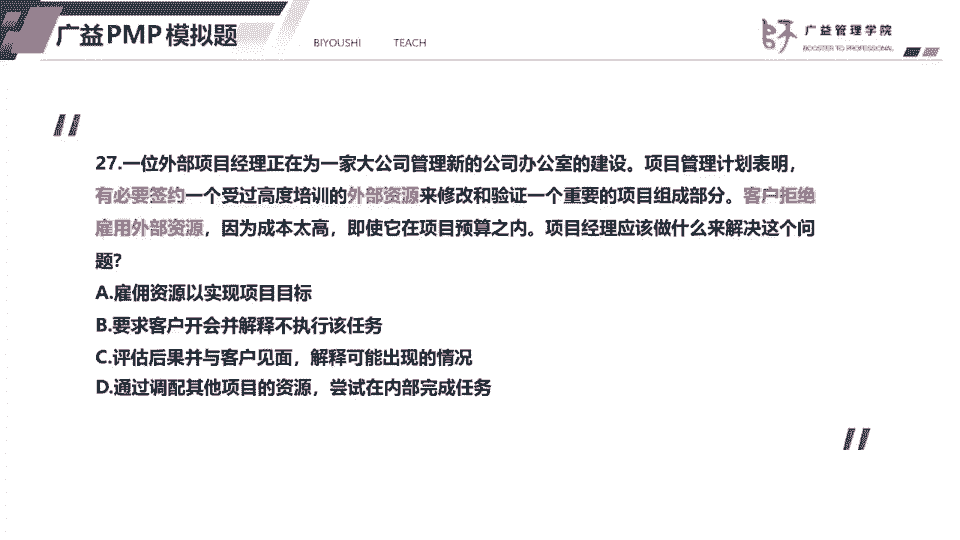 广益PMP模拟题
BIYOUSHI TEACH
广益管理学院
BOOSTER TO PROFESSIONAL
27.一位外部项目经理正在为一家大公司管理新的公司办公室的建设。项目管理计划表明，
有必要签约一个受过高度培训的外部资源来修改和验证一个重要的项目组成部分。客户拒绝
雇用外部资源，因为成本太高，即使它在项目预算之内。项目经理应该做什么来解决这个问
题?
A.雇佣资源以实现项目目标
B.要求客户开会并解释不执行该任务
C.评估后果并与客户见面，解释可能出现的情况
D.通过调配其他项目的资源，尝试在内部完成任务